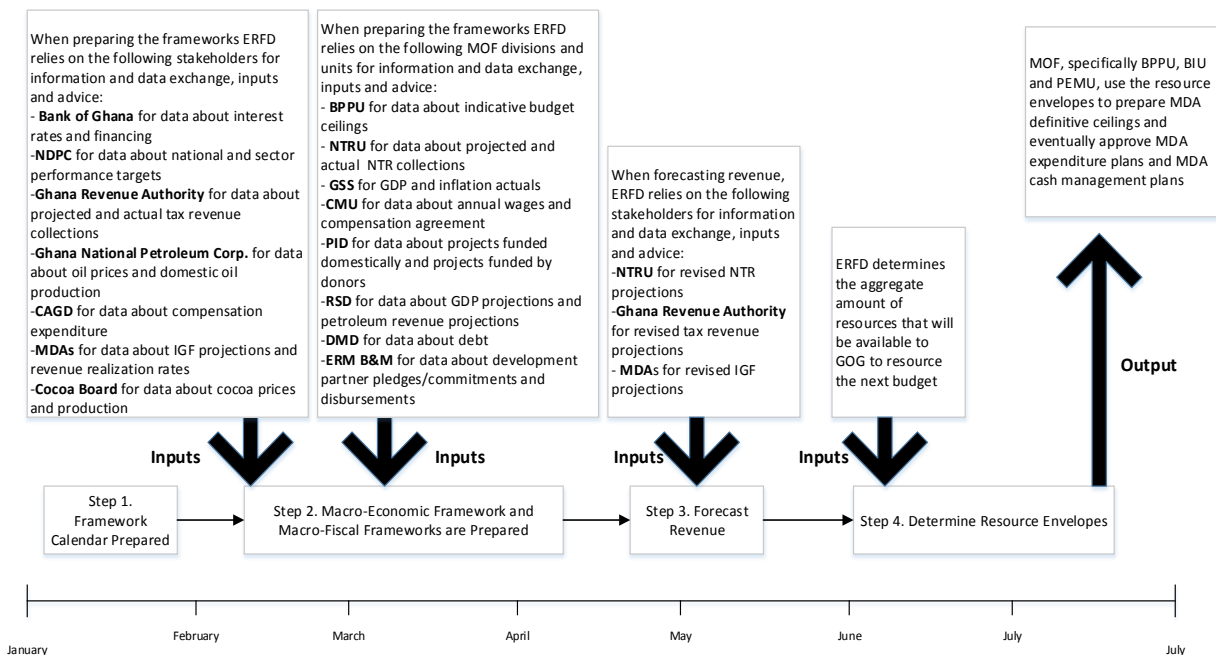 When preparing the frameworks ERFD
relies on the following stakeholders for
information and data exchange, inputs
and advice:
- Bank of Ghana for data about interest
rates and financing
-NDPC for data about national and sector
performance targets
-Ghana Revenue Authority for data about
projected and actual tax revenue
collections
-Ghana National Petroleum Corp. for data
about oil prices and domestic oil
production
-CAGD for data about compensation
expenditure
-MDAs for data about IGF projections and
revenue realization rates
-Cocoa Board for data about cocoa prices
and production
When preparing the frameworks ERFD
relies on the following MOF divisions and
units for information and data exchange,
inputs and advice:
- BPPU for data about indicative budget
ceilings
- NTRU for data about projected and
actual NTR collections
- GSS for GDP and inflation actuals
-CMU for data about annual wages and
compensation agreement
-PID for data about projects funded
domestically and projects funded by
donors
-RSD for data about GDP projections and
petroleum revenue projections
-DMD for data about debt
-ERM B&M for data about development
partner pledges/commitments and
disbursements
When forecasting revenue,
ERFD relies on the following
stakeholders for information
and data exchange, inputs
and advice:
-NTRU for revised NTR
projections
-Ghana Revenue Authority
for revised tax revenue
projections
- MDAs for revised IGF
projections
ERFD determines
the aggregate
amount of
resources that will
be available to
GOG to resource
the next budget
MOF, specifically BPPU, BIU
and PEMU, use the resource
envelopes to prepare MDA
definitive ceilings and
eventually approve MDA
expenditure plans and MDA
cash management plans
Output
Inputs
Inputs
Inputs
Inputs
Step 1.
Framework
Calendar Prepared
Step 2. Macro-Economic Framework and
Macro-Fiscal Frameworks are Prepared
Step 3. Forecast
Revenue
Step 4. Determine Resource Envelopes
January
February
March
April
May
June
July
July